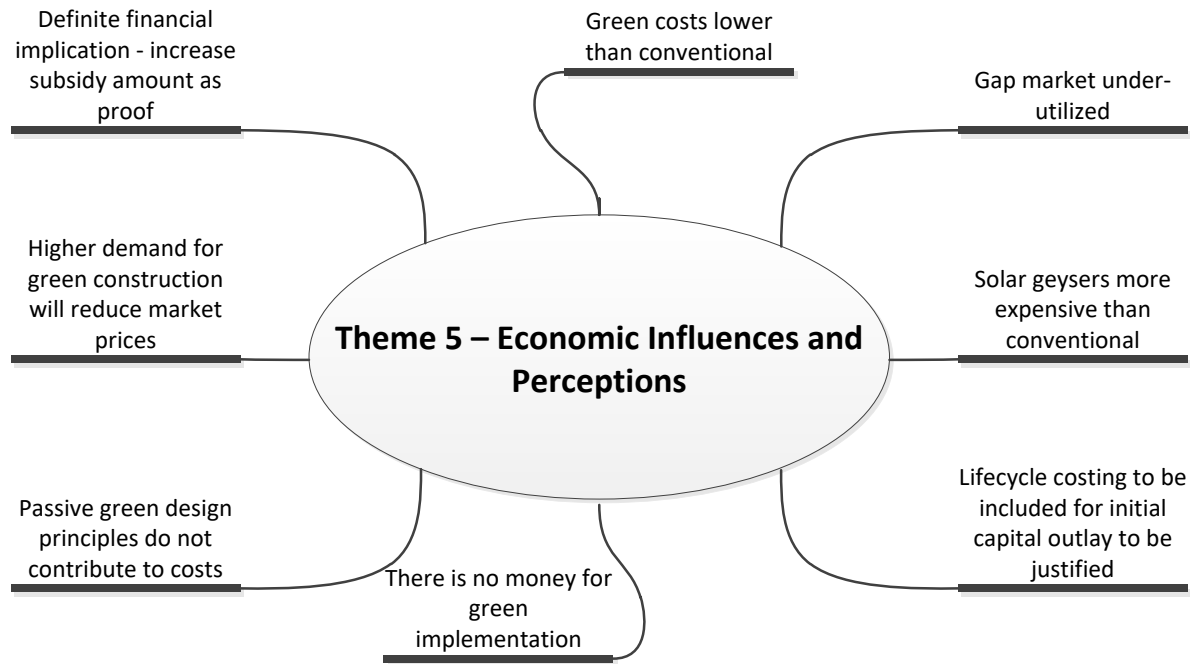 Definite financial
implication - increase
subsidy amount as
proof
Green costs lower
than conventional
Gap market under-
utilized
Higher demand for
green construction
will reduce market
prices
Theme 5 – Economic Influences and
Perceptions
Solar geysers more
expensive than
conventional
Passive green design
principles do not
contribute to costs
There is no money for
green
implementation
Lifecycle costing to be
included for initial
capital outlay to be
justified